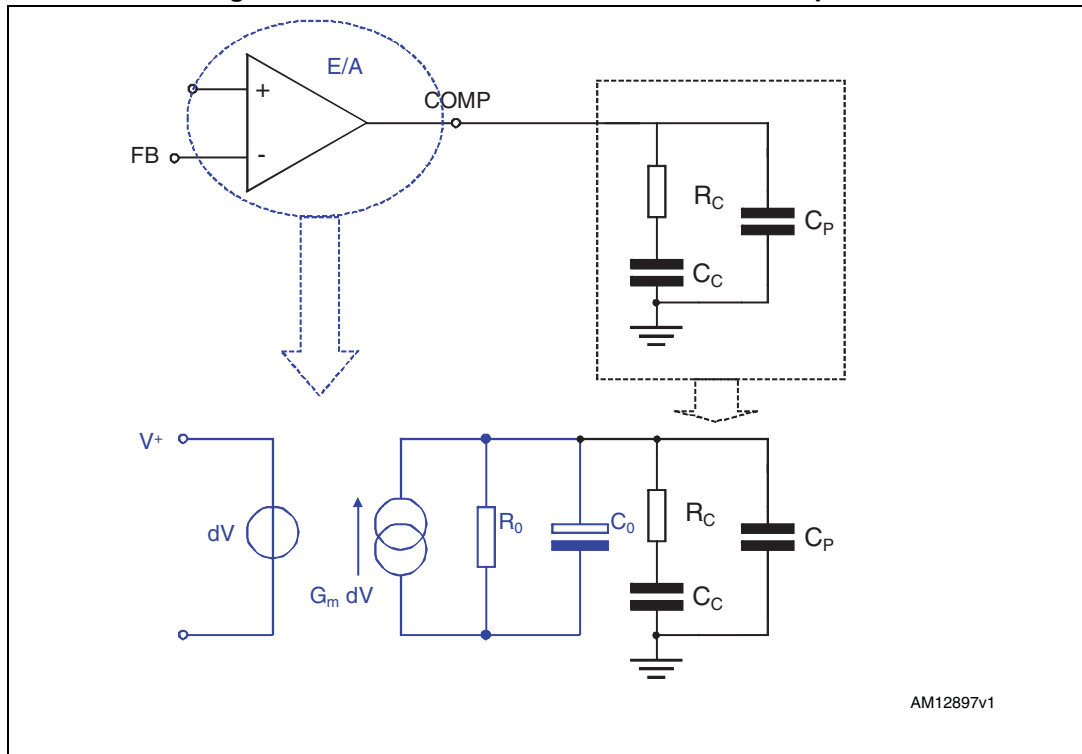 E/A
COMP
+
FB
-
R_C
C_P
C_C
V+
dV
G_m dV
R_0
C_0
R_C
C_P
C_C
AM12897v1